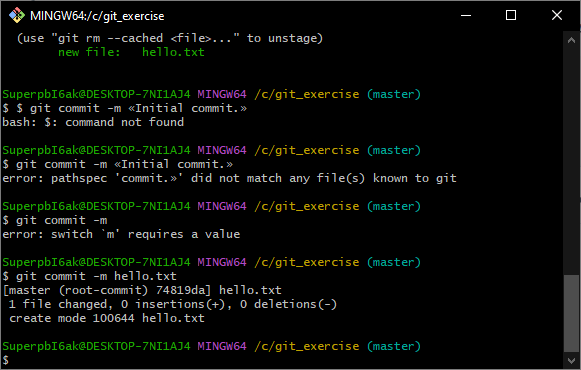 MINGW64:/c/git_exercise
(use "git rm --cached <file>..." to unstage)
new file:   hello.txt
SuperpbI6ak@DESKTOP-7NI1AJ4 MINGW64 /c/git_exercise (master)
$ $ git commit -m «Initial commit.»
bash: $: command not found
SuperpbI6ak@DESKTOP-7NI1AJ4 MINGW64 /c/git_exercise (master)
$ git commit -m «Initial commit.»
error: pathspec 'commit.»' did not match any file(s) known to git
SuperpbI6ak@DESKTOP-7NI1AJ4 MINGW64 /c/git_exercise (master)
$ git commit -m
error: switch `m' requires a value
SuperpbI6ak@DESKTOP-7NI1AJ4 MINGW64 /c/git_exercise (master)
$ git commit -m hello.txt
[master (root-commit) 74819da] hello.txt
1 file changed, 0 insertions(+), 0 deletions(-)
create mode 100644 hello.txt
SuperpbI6ak@DESKTOP-7NI1AJ4 MINGW64 /c/git_exercise (master)
$